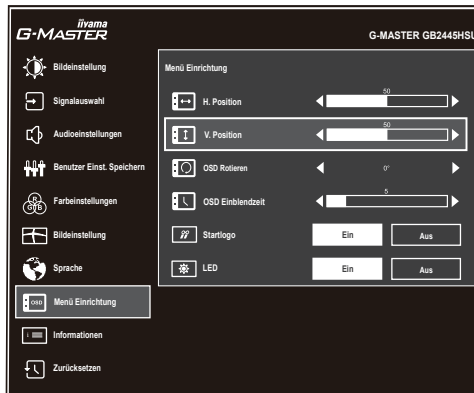 iiyama
G-MASTER
G-MASTER GB2445HSU
Bildeinstellung
Signalauswahl
Audioeinstellungen
Benutzer Einst. Speichern
R
G B
Farbeinstellungen
Bildeinstellung
Sprache
OSD
Menü Einrichtung
i
Informationen
Zurücksetzen
Menü Einrichtung
H. Position
50
V. Position
50
OSD Rotieren
0°
OSD Einblendzeit
5
Startlogo
Ein
Aus
LED
Ein
Aus